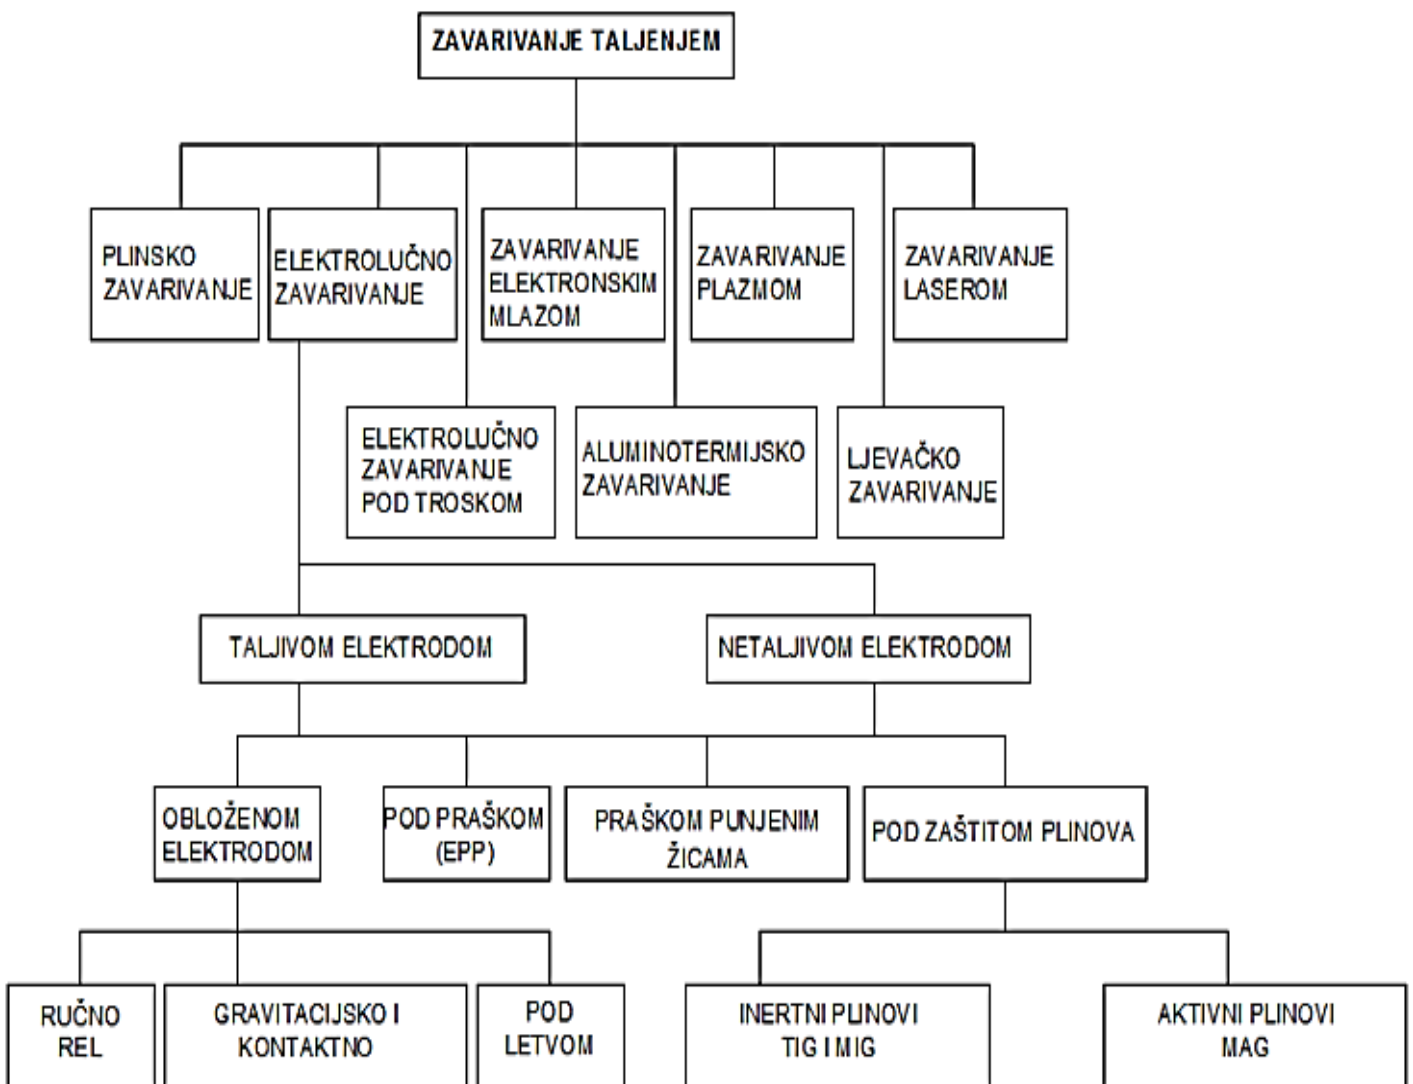 ZAVARIVANJE TALJENJEM
PLINSKO
ZAVARIVANJE
ELEKTROLUČNO
ZAVARIVANJE
ZAVARIVANJE
ELEKTRONSKIM
MLAZOM
ZAVARIVANJE
PLAZMOM
ZAVARIVANJE
LASEROM
ELEKTROLUČNO
ZAVARIVANJE
POD TROSKOM
ALUMINOTERMIJSKO
ZAVARIVANJE
LJEVAČKO
ZAVARIVANJE
TALJIVOM ELEKTRODOM
NETALJIVOM ELEKTRODOM
OBLOŽENOM
ELEKTRODOM
POD PRAŠKOM
(EPP)
PRAŠKOM PUNJENIM
ŽICAMA
POD ZAŠTITOM PLINOVA
RUČNO
REL
GRAVITACIJSKO I
KONTAKTNO
POD
LETVOM
INERTNI PLINOVI
TIG I MIG
AKTIVNI PLINOVI
MAG